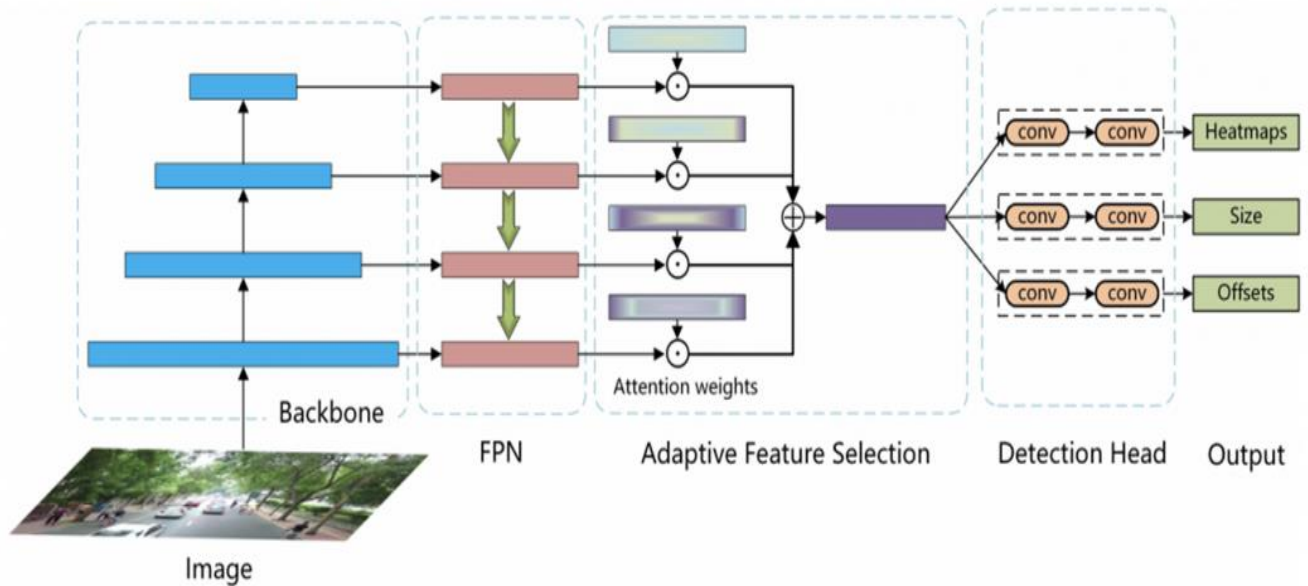 conv
conv
Heatmaps
conv
conv
Size
conv
conv
Offsets
Attention weights
Backbone
FPN
Adaptive Feature Selection
Detection Head
Output
Image